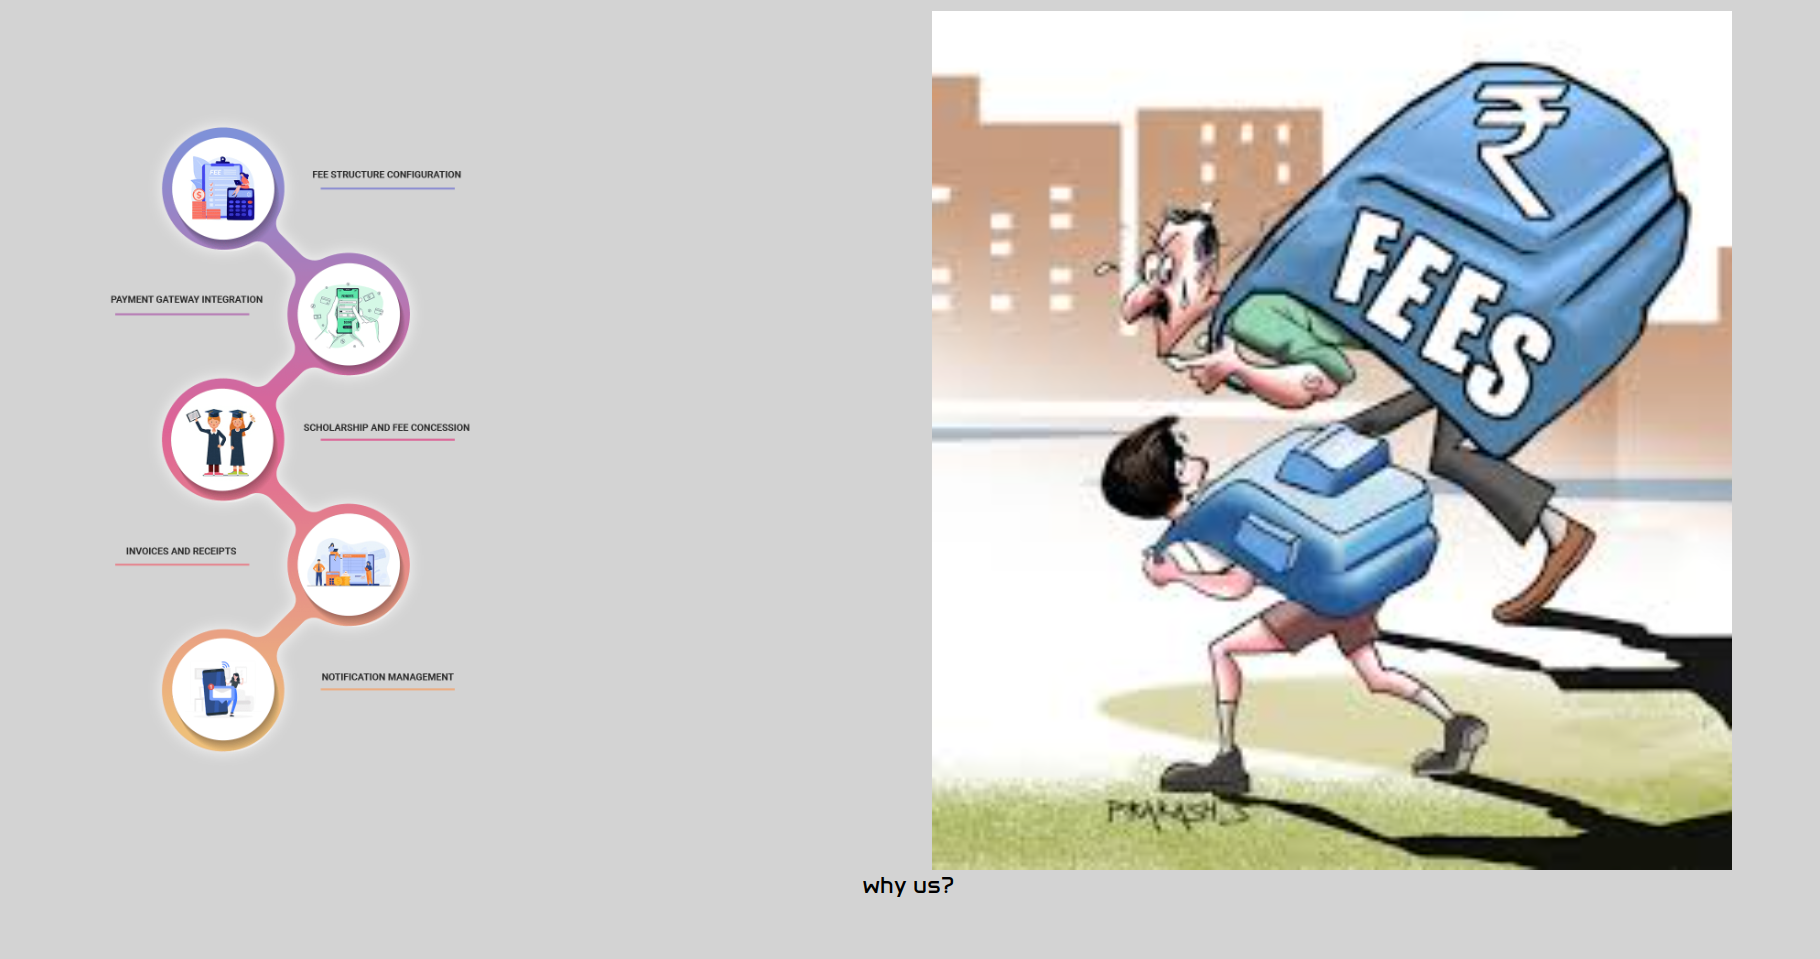 FEE
FEE STRUCTURE CONFIGURATION
PAYMENT GATEWAY INTEGRATION
SCHOLARSHIP AND FEE CONCESSION
INVOICES AND RECEIPTS
NOTIFICATION MANAGEMENT
₹
FEES
PRAKASH S
why us?